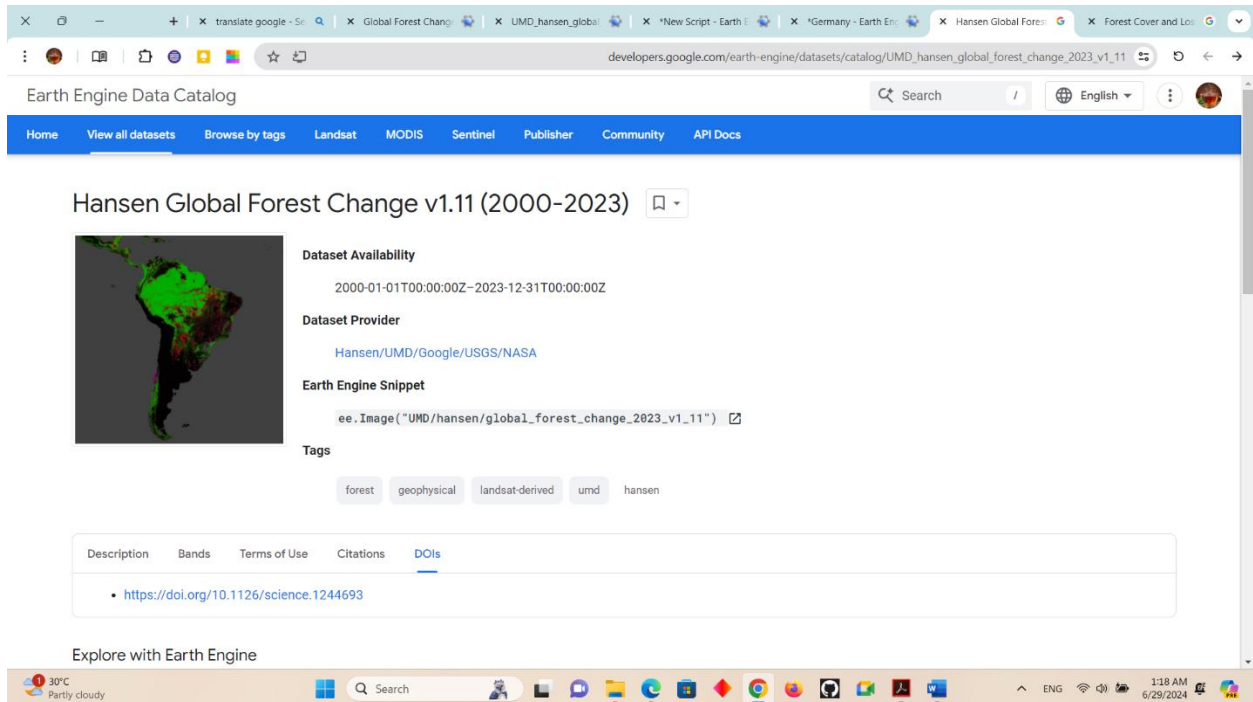 translate google - Se
Global Forest Chang
UMD_hansen_global
*New Script - Earth E
*Germany - Earth Eng
Hansen Global Fores
Forest Cover and Los
developers.google.com/earth-engine/datasets/catalog/UMD_hansen_global_forest_change_2023_v1_11
Earth Engine Data Catalog
Search
/
English
Home
View all datasets
Browse by tags
Landsat
MODIS
Sentinel
Publisher
Community
API Docs
Hansen Global Forest Change v1.11 (2000-2023)
Dataset Availability
2000-01-01T00:00:00Z–2023-12-31T00:00:00Z
Dataset Provider
Hansen/UMD/Google/USGS/NASA
Earth Engine Snippet
ee.Image("UMD/hansen/global_forest_change_2023_v1_11")
Tags
forest
geophysical
landsat-derived
umd
hansen
Description
Bands
Terms of Use
Citations
DOIs
https://doi.org/10.1126/science.1244693
Explore with Earth Engine
1
30°C
Partly cloudy
Search
ENG
1:18 AM
6/29/2024